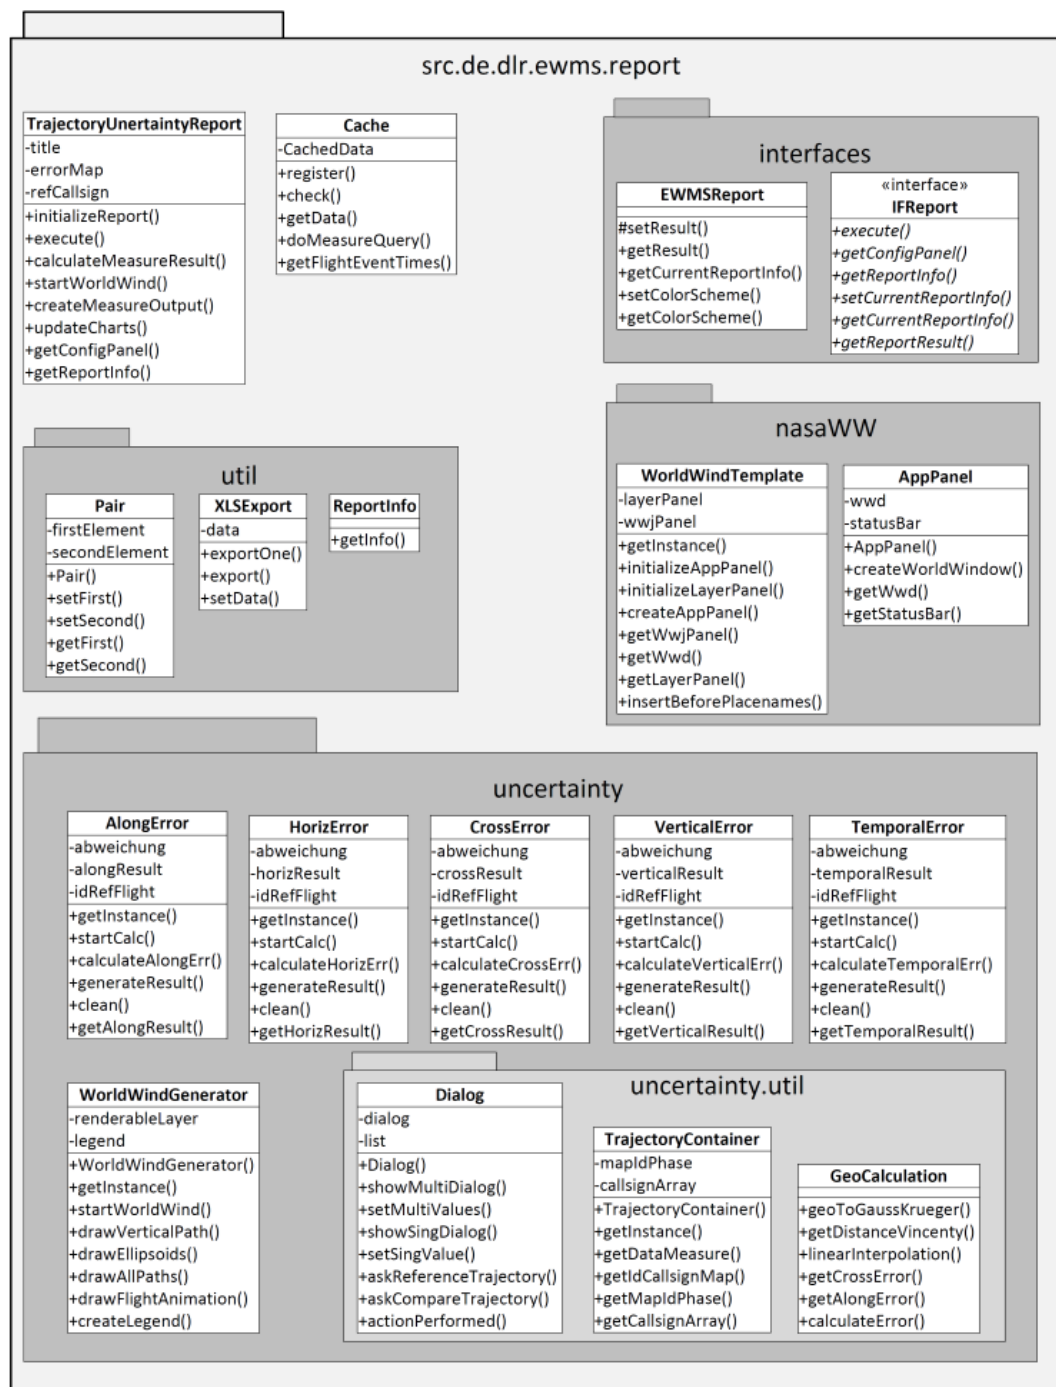 src.de.dlr.ewms.report
TrajectoryUnertaintyReport
-title
-errorMap
-refCallsign
+initializeReport()
+execute()
+calculateMeasureResult()
+startWorldWind()
+createMeasureOutput()
+updateCharts()
+getConfigPanel()
+getReportInfo()
Cache
-CachedData
+register()
+check()
+getData()
+doMeasureQuery()
+getFlightEventTimes()
interfaces
EWMSReport
#setResult()
+getResult()
+getCurrentReportInfo()
+setColorScheme()
+getColorScheme()
«interface»
IFReport
+execute()
+getConfigPanel()
+getReportInfo()
+setCurrentReportInfo()
+getCurrentReportInfo()
+getReportResult()
util
Pair
-firstElement
-secondElement
+Pair()
+setFirst()
+setSecond()
+getFirst()
+getSecond()
XLSExport
-data
+exportOne()
+export()
+setData()
ReportInfo
+getInfo()
nasaWW
WorldWindTemplate
-layerPanel
-wwjPanel
+getInstance()
+initializeAppPanel()
+initializeLayerPanel()
+createAppPanel()
+getWwjPanel()
+getWwd()
+getLayerPanel()
+insertBeforePlacenames()
AppPanel
-wwd
-statusBar
+AppPanel()
+createWorldWindow()
+getWwd()
+getStatusBar()
uncertainty
AlongError
-abweichung
-alongResult
-idRefFlight
+getInstance()
+startCalc()
+calculateAlongErr()
+generateResult()
+clean()
+getAlongResult()
HorizError
-abweichung
-horizResult
-idRefFlight
+getInstance()
+startCalc()
+calculateHorizErr()
+generateResult()
+clean()
+getHorizResult()
CrossError
-abweichung
-crossResult
-idRefFlight
+getInstance()
+startCalc()
+calculateCrossErr()
+generateResult()
+clean()
+getCrossResult()
VerticalError
-abweichung
-verticalResult
-idRefFlight
+getInstance()
+startCalc()
+calculateVerticalErr()
+generateResult()
+clean()
+getVerticalResult()
TemporalError
-abweichung
-temporalResult
-idRefFlight
+getInstance()
+startCalc()
+calculateTemporalErr()
+generateResult()
+clean()
+getTemporalResult()
WorldWindGenerator
-renderableLayer
-legend
+WorldWindGenerator()
+getInstance()
+startWorldWind()
+drawVerticalPath()
+drawEllipsoids()
+drawAllPaths()
+drawFlightAnimation()
+createLegend()
uncertainty.util
Dialog
-dialog
-list
+Dialog()
+showMultiDialog()
+setMultiValues()
+showSingDialog()
+setSingValue()
+askReferenceTrajectory()
+askCompareTrajectory()
+actionPerformed()
TrajectoryContainer
-mapIdPhase
-callsignArray
+TrajectoryContainer()
+getInstance()
+getDataMeasure()
+getIdCallsignMap()
+getMapIdPhase()
+getCallsignArray()
GeoCalculation
+geoToGaussKrueger()
+getDistanceVincenty()
+linearInterpolation()
+getCrossError()
+getAlongError()
+calculateError()